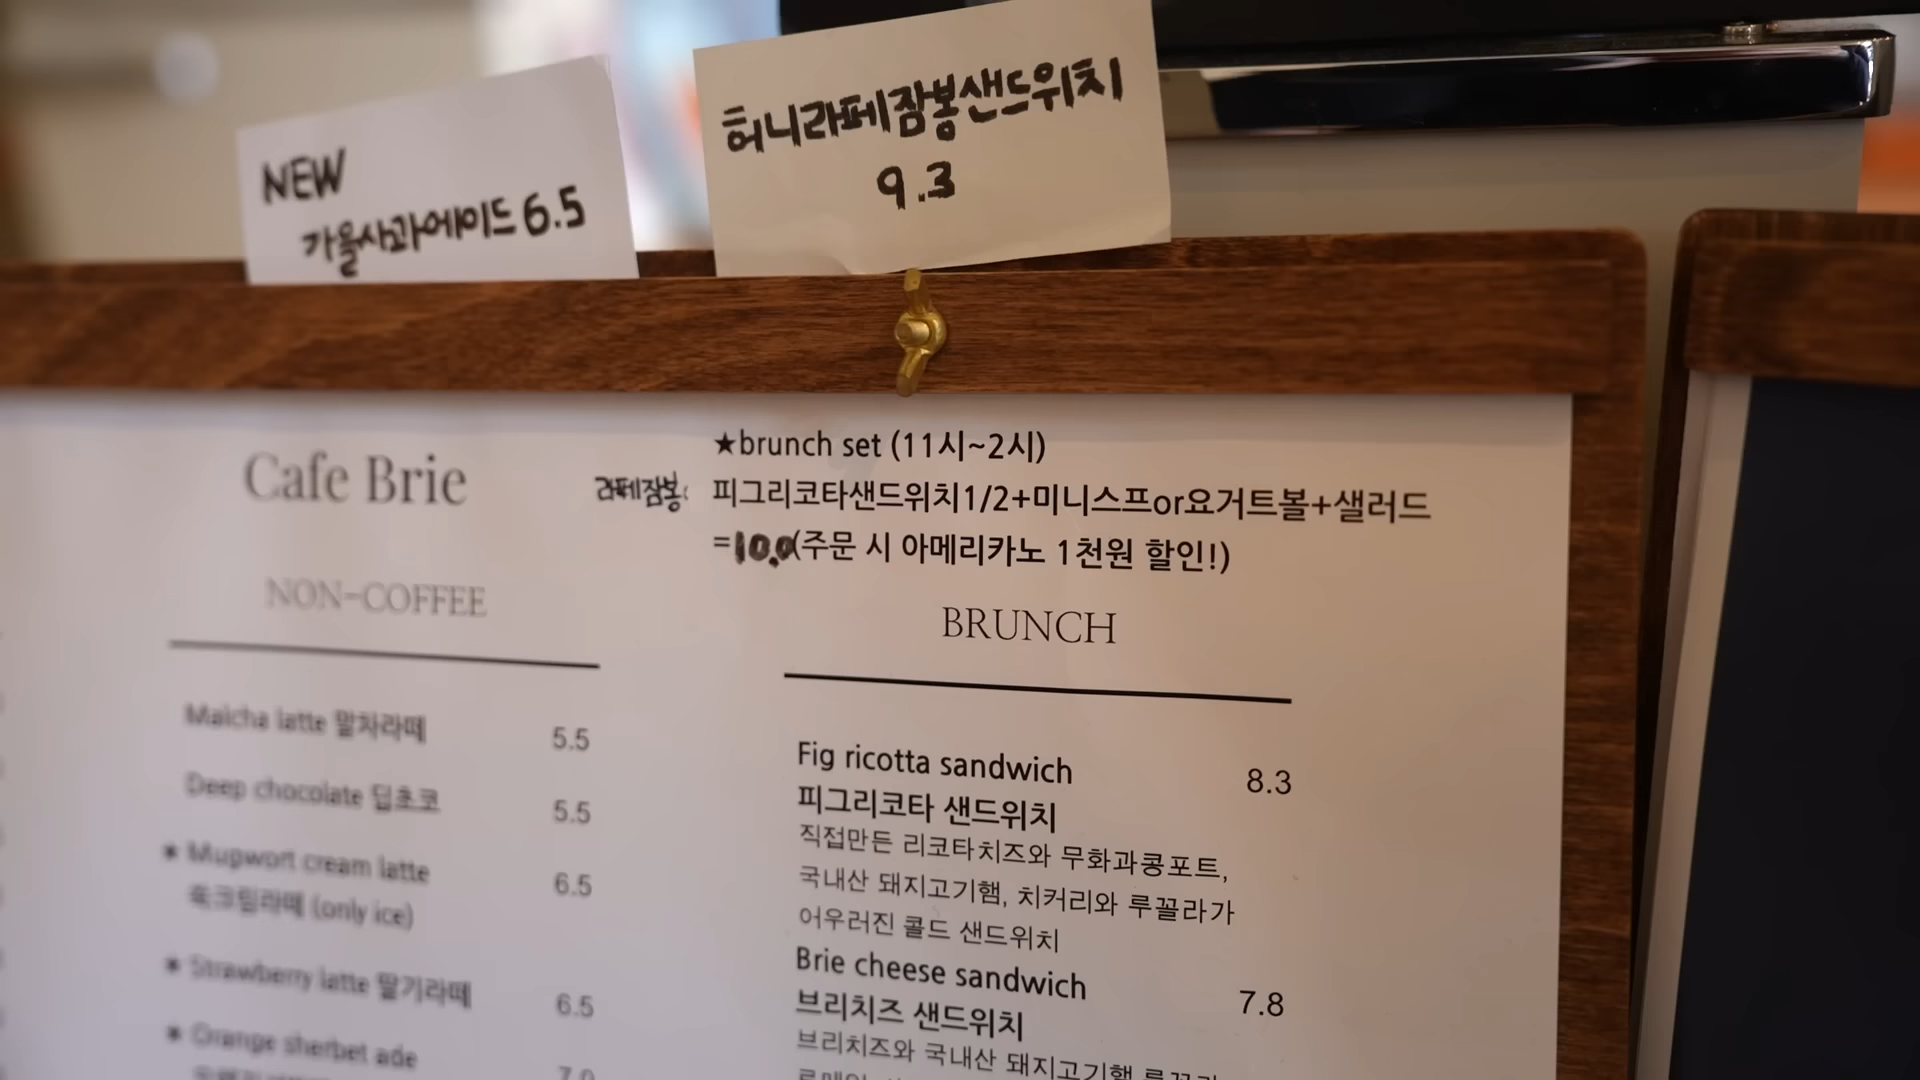 NEW
가을사과에이드 6.5
허니라페잠봉샌드위치
9.3
Cafe Brie
NON-COFFEE
Matcha latte 말차라떼 5.5
Deep chocolate 딥초코 5.5
* Mugwort cream latte 6.5
쑥크림라떼 (only ice)
* Strawberry latte 딸기라떼 6.5
* Orange sherbet ade 7.0
★brunch set (11시~2시)
라페잠봉 피그리코타샌드위치1/2+미니스프or요거트볼+샐러드
=10.0(주문 시 아메리카노 1천원 할인!)
BRUNCH
Fig ricotta sandwich 8.3
피그리코타 샌드위치
직접만든 리코타치즈와 무화과콩포트,
국내산 돼지고기햄, 치커리와 루꼴라가
어우러진 콜드 샌드위치
Brie cheese sandwich 7.8
브리치즈 샌드위치
브리치즈와 국내산 돼지고기햄